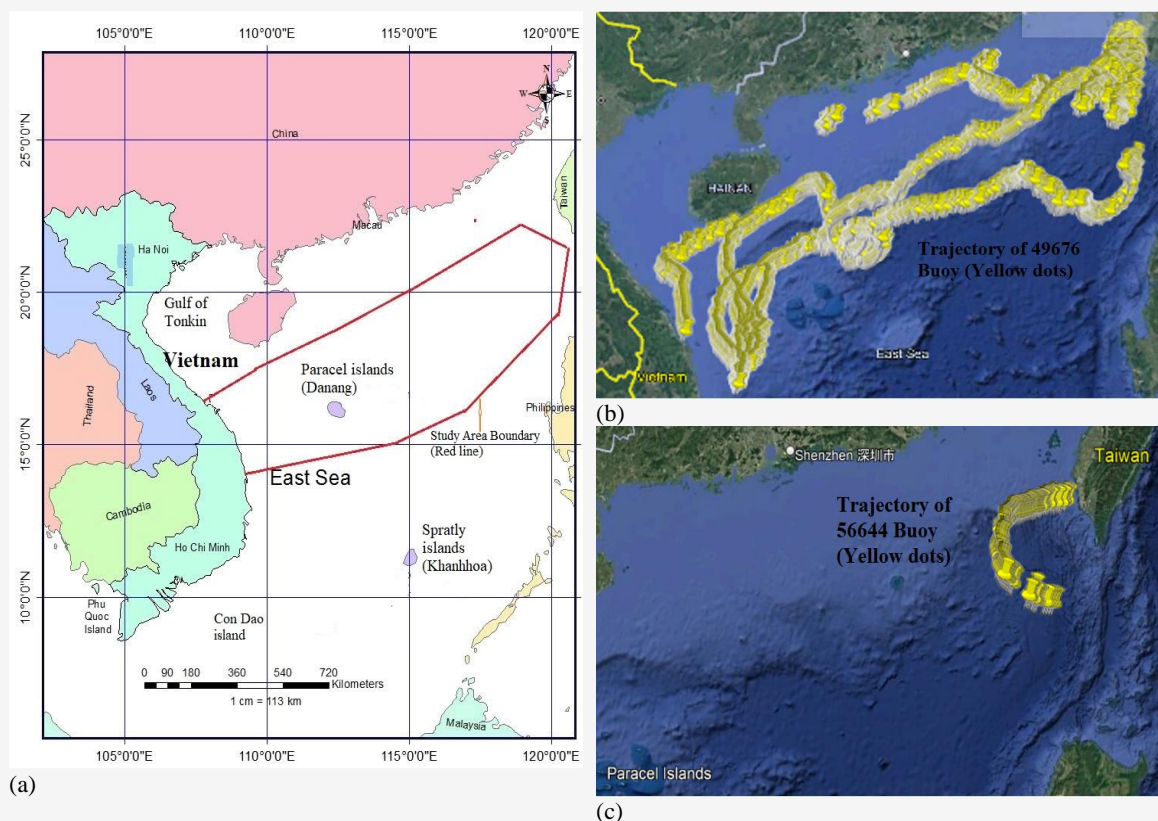 105°0'0"E
110°0'0"E
115°0'0"E
120°0'0"E
N
W
E
S
25°0'0"N
20°0'0"N
15°0'0"N
10°0'0"N
China
Taiwan
Macau
Ha Noi
Gulf of
Tonkin
Vietnam
Laos
Thailand
Paracel islands
(Danang)
Philipines
Study Area Boundary
(Red line)
East Sea
Cambodia
Ho Chi Minh
Spratly
islands
(Khanhhoa)
Phu
Quoc
Island
Con Dao
island
0 90 180 360 540 720
Kilometers
1 cm = 113 km
Malaysia
105°0'0"E
110°0'0"E
115°0'0"E
120°0'0"E
(a)
HAINAN
Trajectory of 49676
Buoy (Yellow dots)
East Sea
Vietnam
(b)
Shenzhen 深圳市
Taiwan
Trajectory of
56644 Buoy
(Yellow dots)
Paracel Islands
(c)